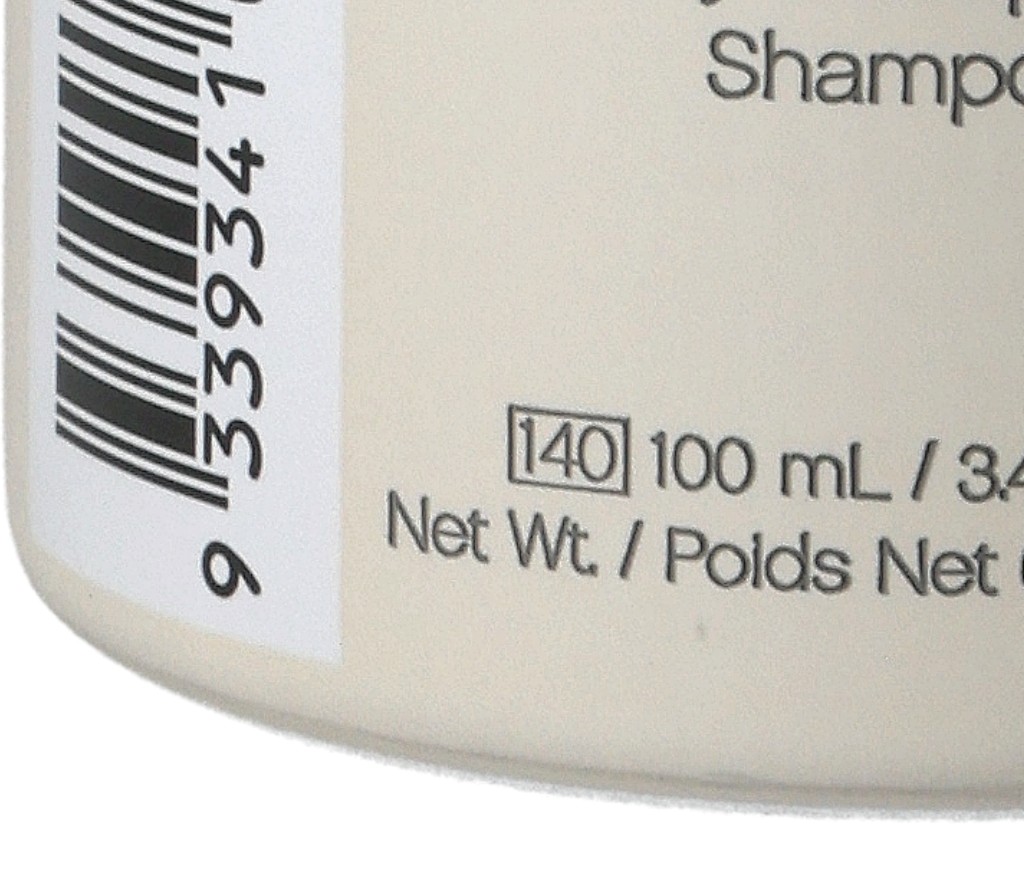 Shampo
140 100 mL / 3.4
Net Wt. / Poids Net
9 339341